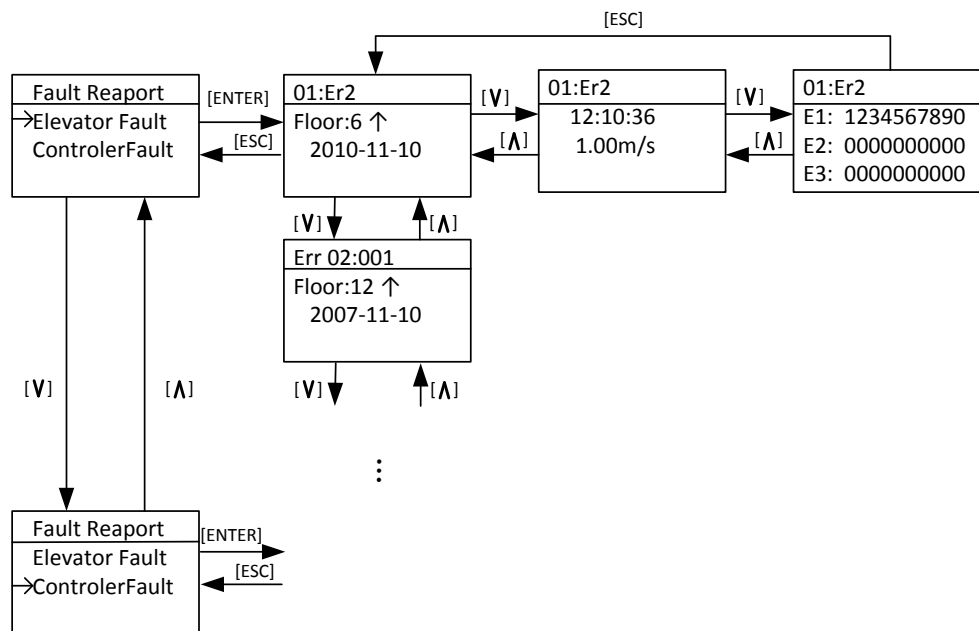 [ESC]
Fault Reaport
→Elevator Fault
ControlerFault
[ENTER]
[ESC]
01:Er2
Floor:6 ↑
2010-11-10
[∨]
[∧]
01:Er2
12:10:36
1.00m/s
[∨]
[∧]
01:Er2
E1: 1234567890
E2: 0000000000
E3: 0000000000
[∨]
[∧]
Err 02:001
Floor:12 ↑
2007-11-10
[∨]
[∧]
[∨]
[∧]
⋮
Fault Reaport
Elevator Fault
→ControlerFault
[ENTER]
[ESC]